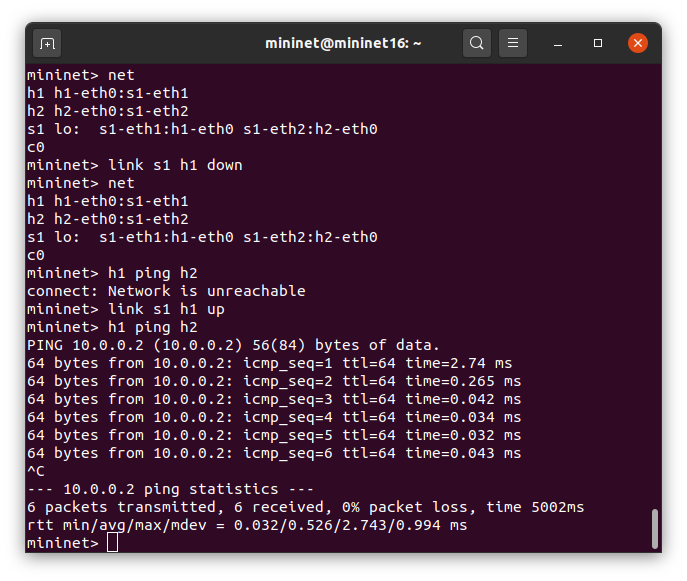 mininet@mininet16: ~
mininet> net
h1 h1-eth0:s1-eth1
h2 h2-eth0:s1-eth2
s1 lo:  s1-eth1:h1-eth0 s1-eth2:h2-eth0
c0
mininet> link s1 h1 down
mininet> net
h1 h1-eth0:s1-eth1
h2 h2-eth0:s1-eth2
s1 lo:  s1-eth1:h1-eth0 s1-eth2:h2-eth0
c0
mininet> h1 ping h2
connect: Network is unreachable
mininet> link s1 h1 up
mininet> h1 ping h2
PING 10.0.0.2 (10.0.0.2) 56(84) bytes of data.
64 bytes from 10.0.0.2: icmp_seq=1 ttl=64 time=2.74 ms
64 bytes from 10.0.0.2: icmp_seq=2 ttl=64 time=0.265 ms
64 bytes from 10.0.0.2: icmp_seq=3 ttl=64 time=0.042 ms
64 bytes from 10.0.0.2: icmp_seq=4 ttl=64 time=0.034 ms
64 bytes from 10.0.0.2: icmp_seq=5 ttl=64 time=0.032 ms
64 bytes from 10.0.0.2: icmp_seq=6 ttl=64 time=0.043 ms
^C
--- 10.0.0.2 ping statistics ---
6 packets transmitted, 6 received, 0% packet loss, time 5002ms
rtt min/avg/max/mdev = 0.032/0.526/2.743/0.994 ms
mininet>